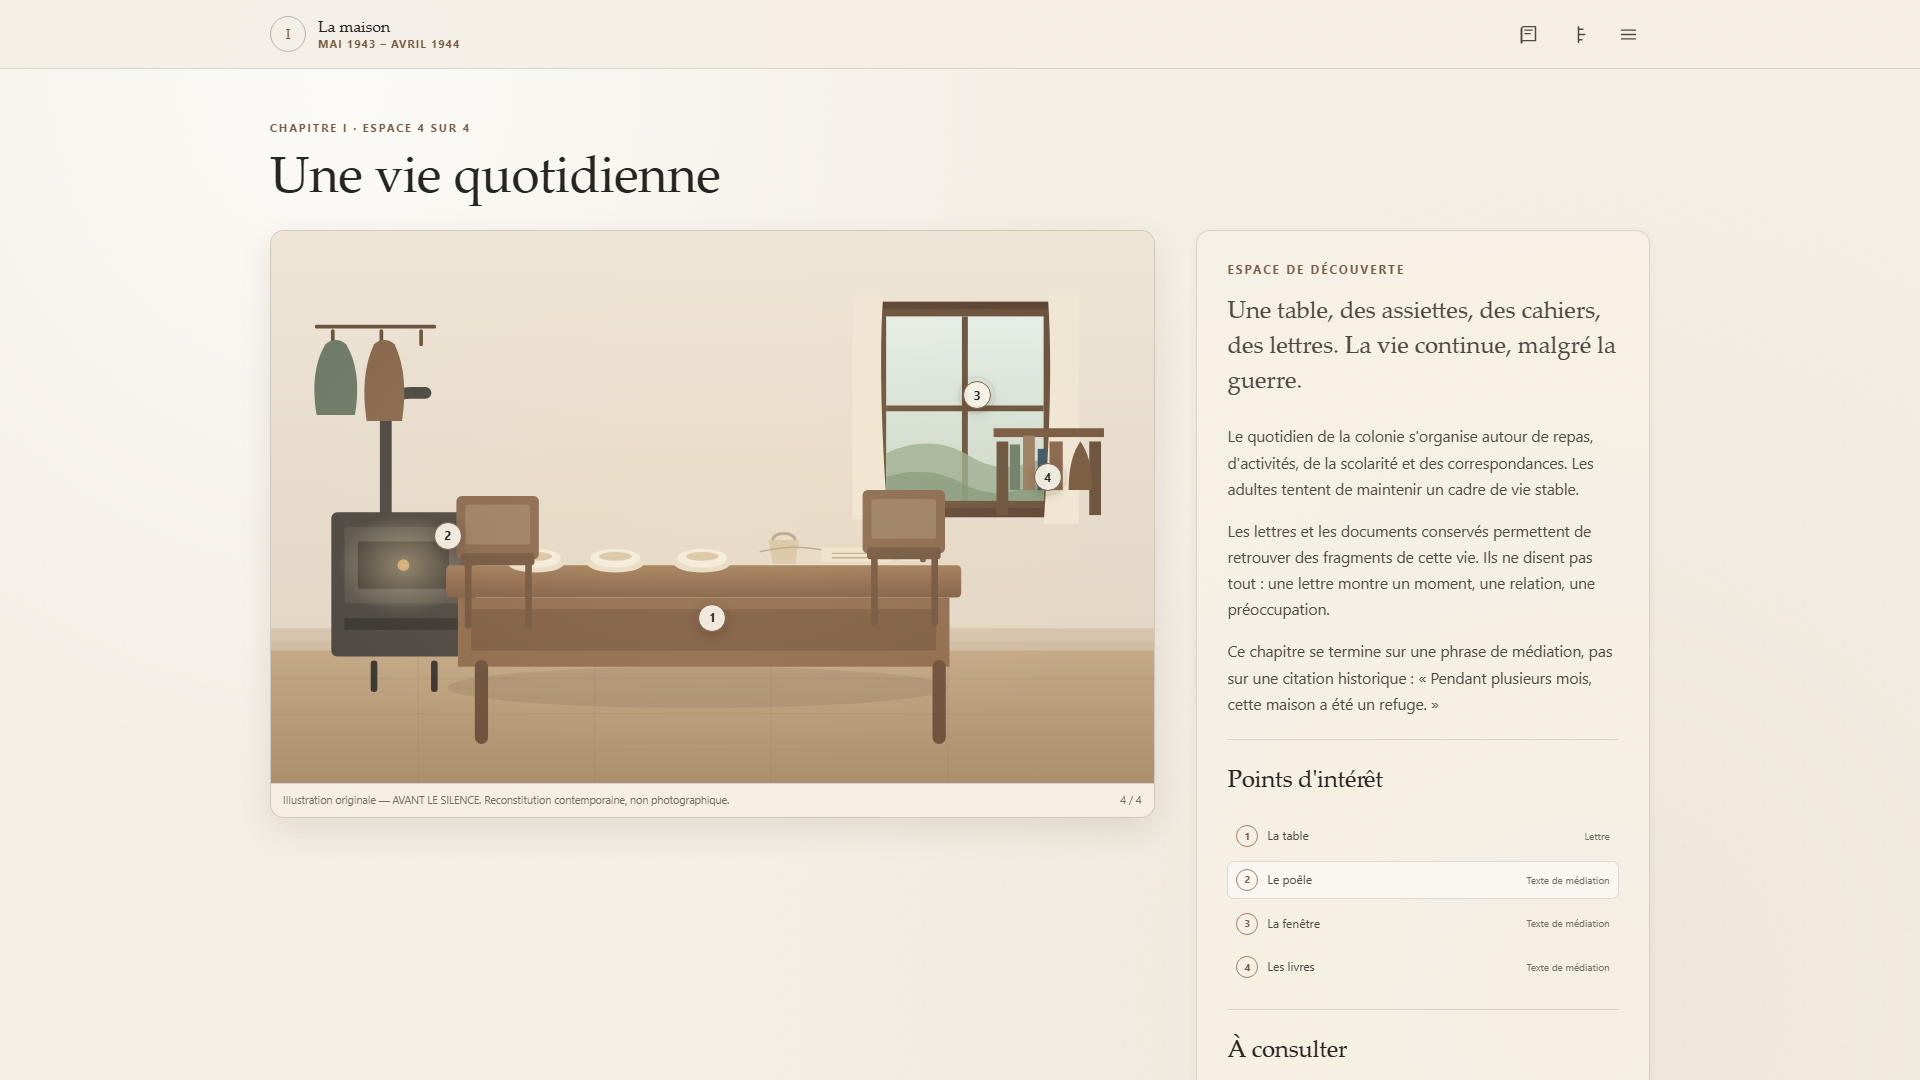 I
La maison
MAI 1943 – AVRIL 1944
CHAPITRE I · ESPACE 4 SUR 4
Une vie quotidienne
3
4
2
1
Illustration originale — AVANT LE SILENCE. Reconstitution contemporaine, non photographique.
4 / 4
ESPACE DE DÉCOUVERTE
Une table, des assiettes, des cahiers,
des lettres. La vie continue, malgré la
guerre.
Le quotidien de la colonie s'organise autour de repas,
d'activités, de la scolarité et des correspondances. Les
adultes tentent de maintenir un cadre de vie stable.
Les lettres et les documents conservés permettent de
retrouver des fragments de cette vie. Ils ne disent pas
tout : une lettre montre un moment, une relation, une
préoccupation.
Ce chapitre se termine sur une phrase de médiation, pas
sur une citation historique : « Pendant plusieurs mois,
cette maison a été un refuge. »
Points d'intérêt
1 La table Lettre
2 Le poêle Texte de médiation
3 La fenêtre Texte de médiation
4 Les livres Texte de médiation
À consulter